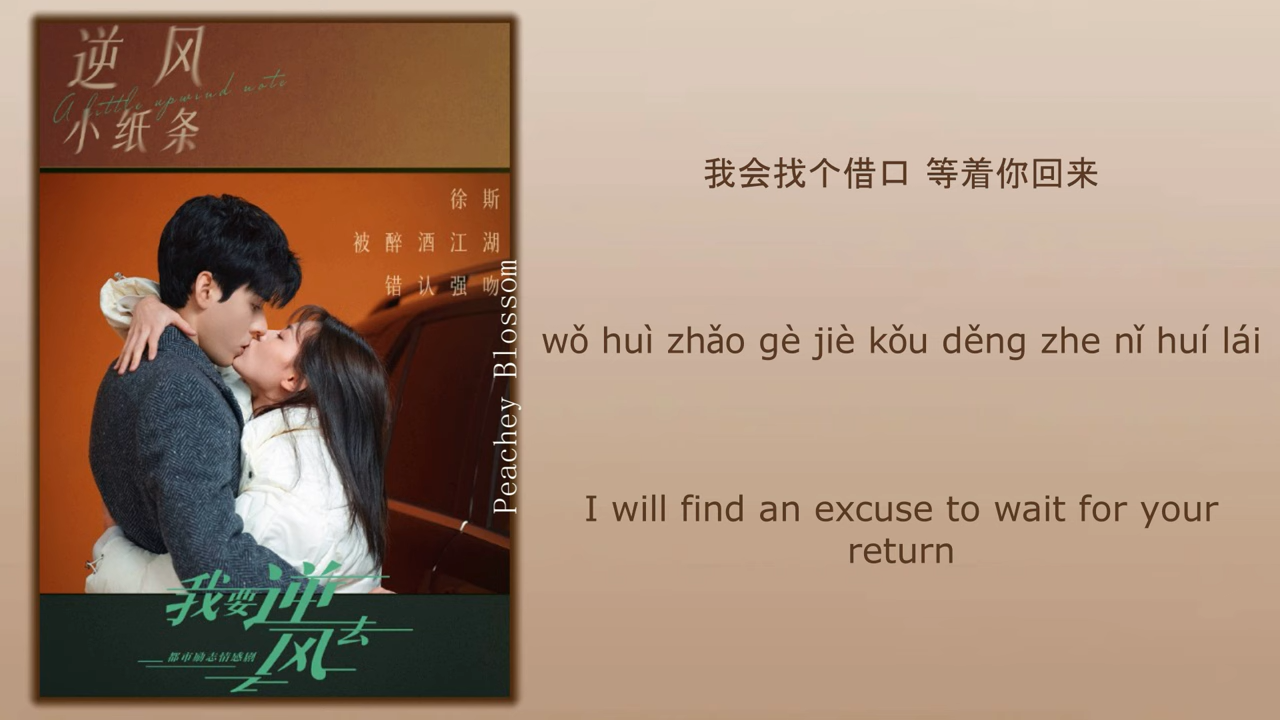 逆风
A little upwind note
小纸条
徐斯
被醉酒江湖
错认强吻
Peachey Blossom
我要逆风去
都市励志情感剧
我会找个借口 等着你回来
wǒ huì zhǎo gè jiè kǒu děng zhe nǐ huí lái
I will find an excuse to wait for your
return